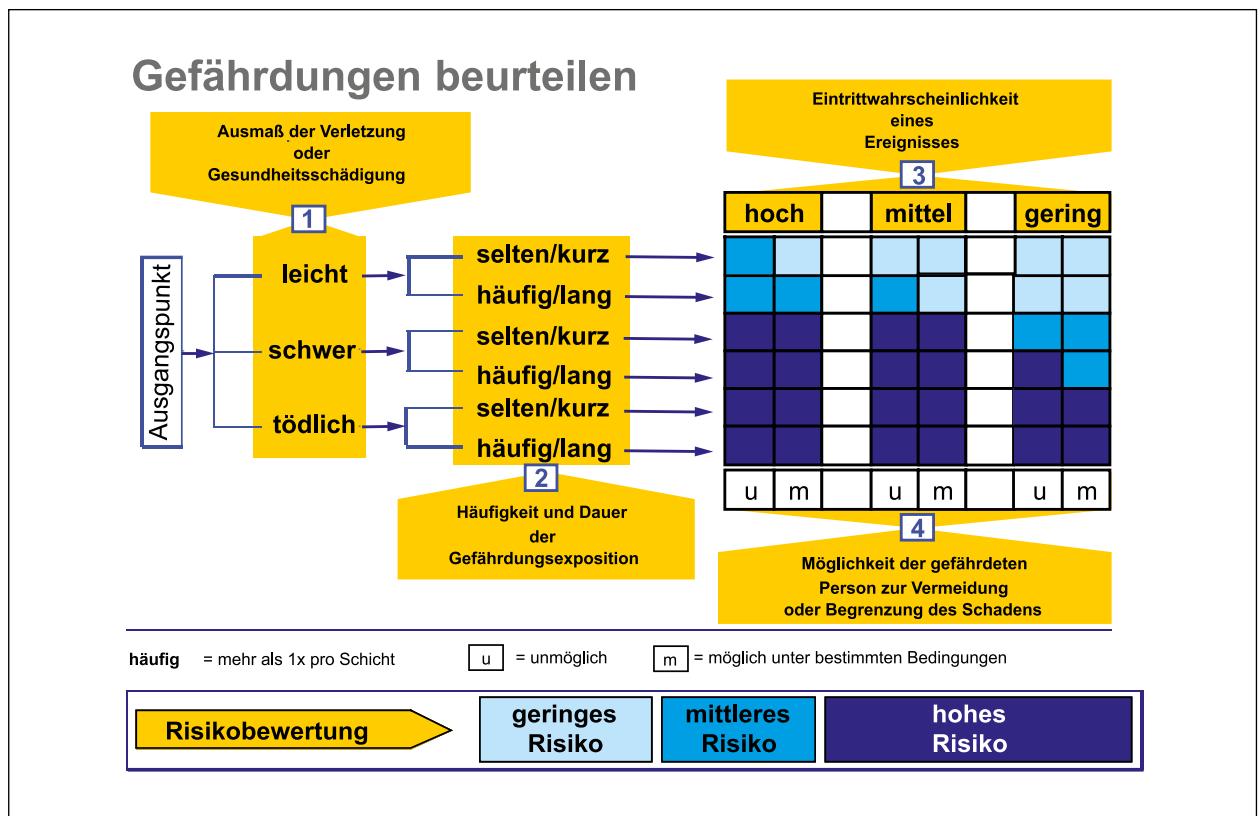 Gefährdungen beurteilen
Ausmaß der Verletzung
oder
Gesundheitsschädigung
1
Eintrittwahrscheinlichkeit
eines
Ereignisses
3
hoch mittel gering
Ausgangspunkt
leicht
schwer
tödlich
selten/kurz
häufig/lang
selten/kurz
häufig/lang
selten/kurz
häufig/lang
2
Häufigkeit und Dauer
der
Gefährdungsexposition
u m u m u m
4
Möglichkeit der gefährdeten
Person zur Vermeidung
oder Begrenzung des Schadens
häufig = mehr als 1x pro Schicht u = unmöglich m = möglich unter bestimmten Bedingungen
Risikobewertung
geringes
Risiko
mittleres
Risiko
hohes
Risiko